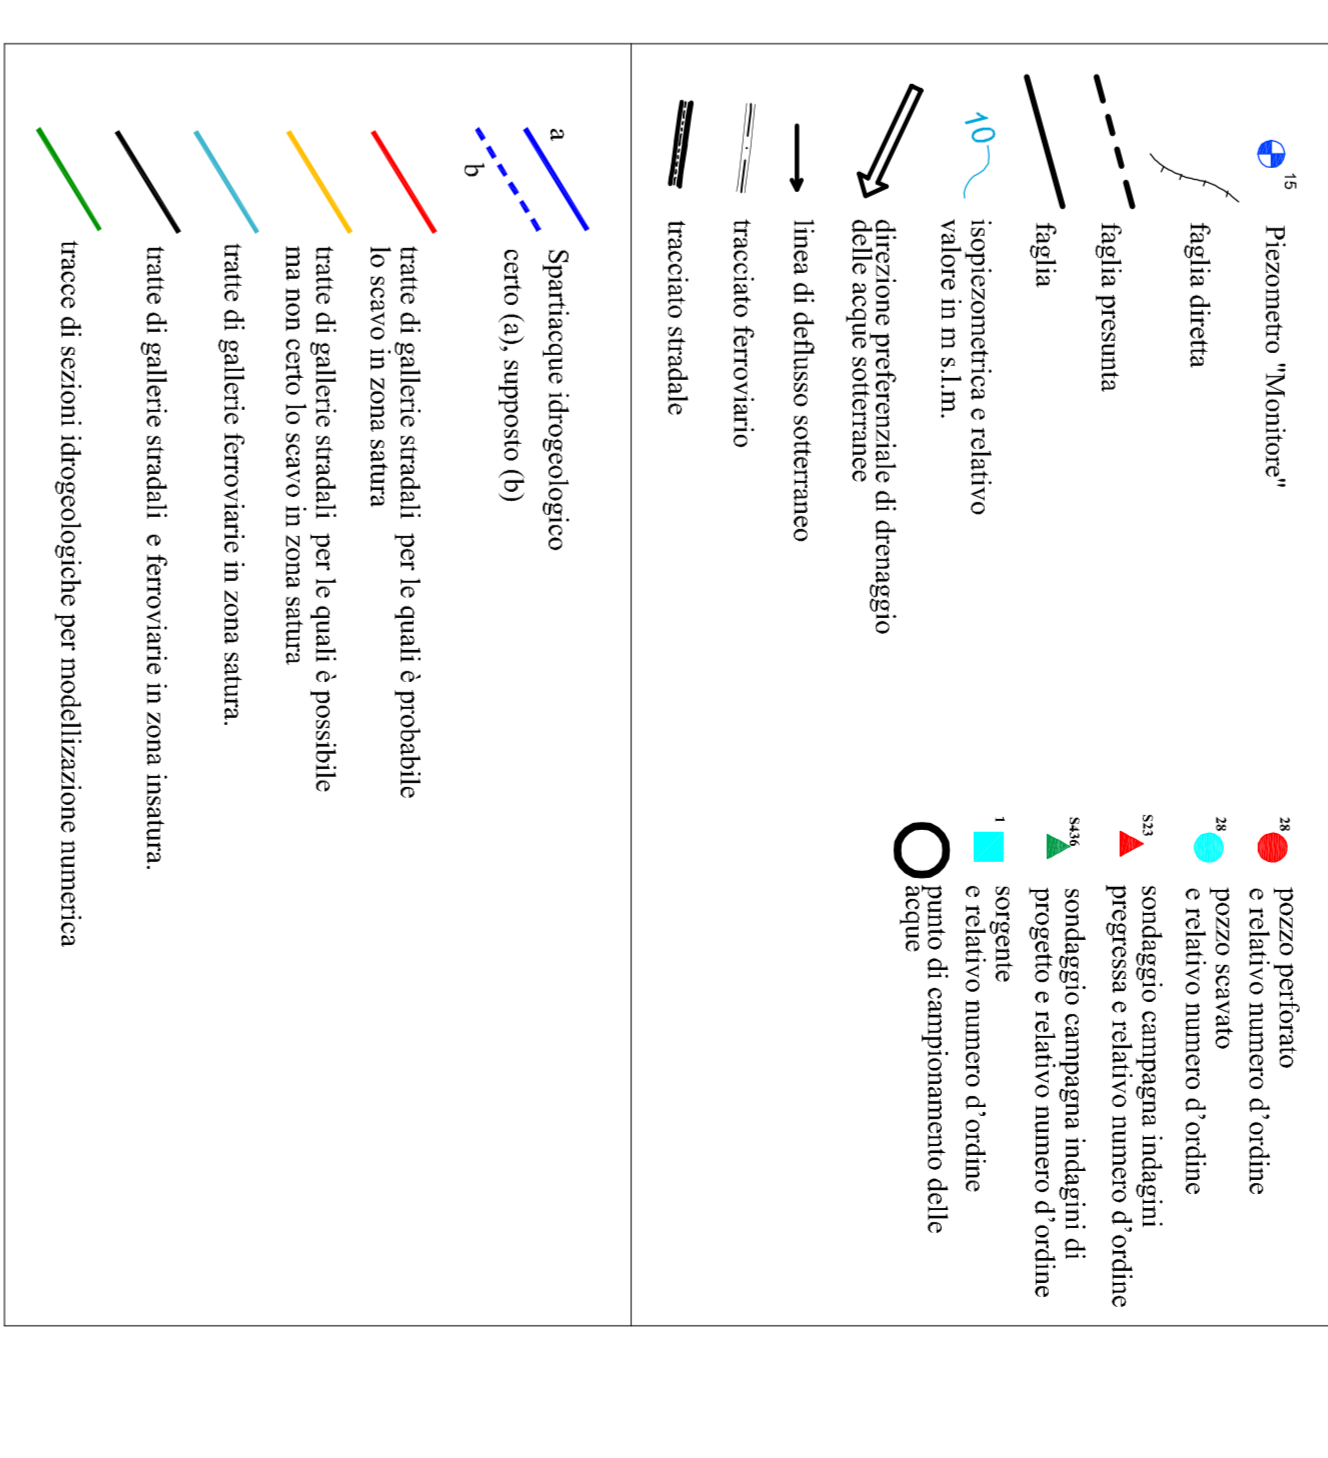 15
Piezometro "Monitore"
faglia diretta
faglia presunta
faglia
10
isopiezometrica e relativo
valore in m s.l.m.
direzione preferenziale di drenaggio
delle acque sotterranee
linea di deflusso sotterraneo
tracciato ferroviario
tracciato stradale
28
pozzo perforato
e relativo numero d'ordine
28
pozzo scavato
e relativo numero d'ordine
S23
sondaggio campagna indagini
pregressa e relativo numero d'ordine
S436
sondaggio campagna indagini di
progetto e relativo numero d'ordine
1
sorgente
e relativo numero d'ordine
punto di campionamento delle
acque
a
Spartiacque idrogeologico
b
certo (a), supposto (b)
tratte di gallerie stradali per le quali è probabile
lo scavo in zona satura
tratte di gallerie stradali per le quali è possibile
ma non certo lo scavo in zona satura
tratte di gallerie ferroviarie in zona satura.
tratte di gallerie stradali e ferroviarie in zona insatura.
tracce di sezioni idrogeologiche per modellizazione numerica